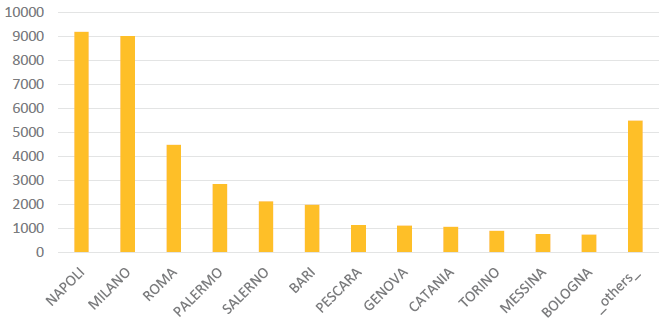 10000
9000
8000
7000
6000
5000
4000
3000
2000
1000
0
NAPOLI
MILANO
ROMA
PALERMO
SALERNO
BARI
PESCARA
GENOVA
CATANIA
TORINO
MESSINA
BOLOGNA
_others_